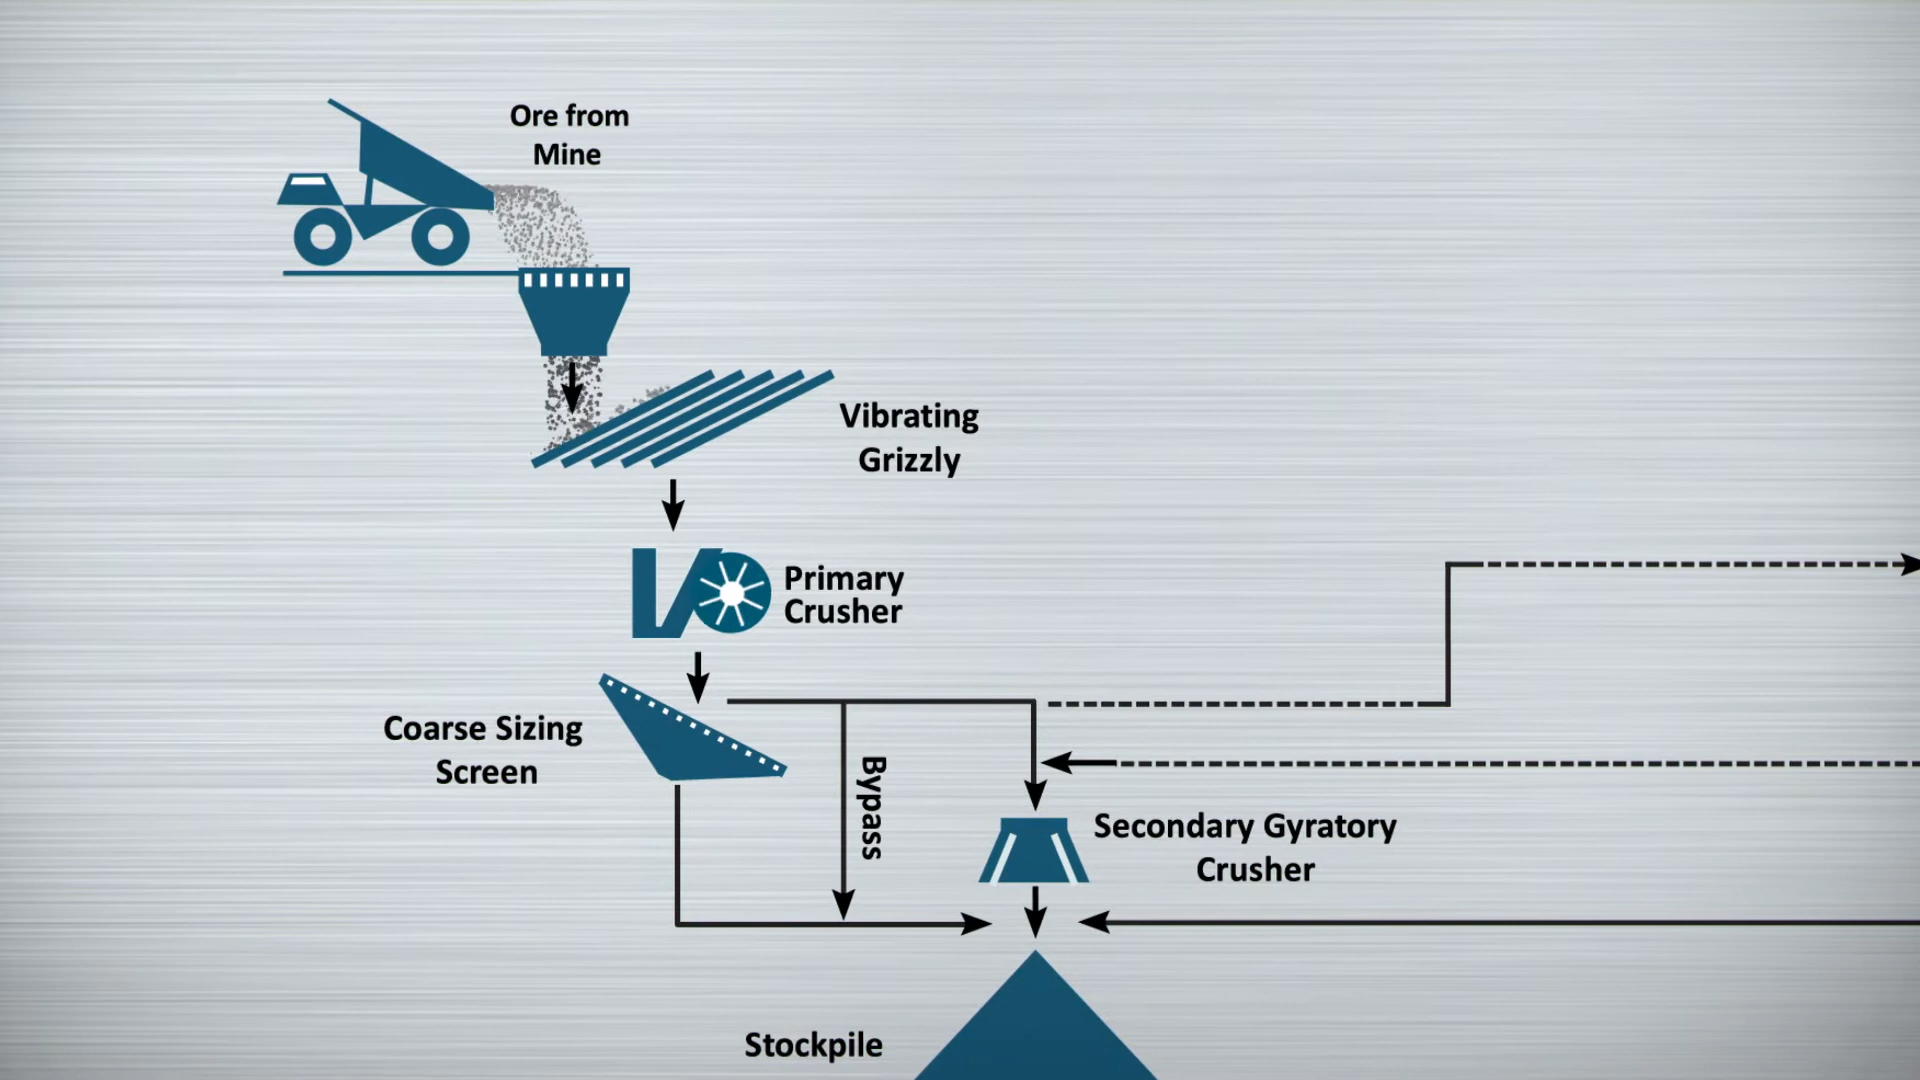 Ore from
Mine
Vibrating
Grizzly
Primary
Crusher
Coarse Sizing
Screen
Bypass
Secondary Gyratory
Crusher
Stockpile